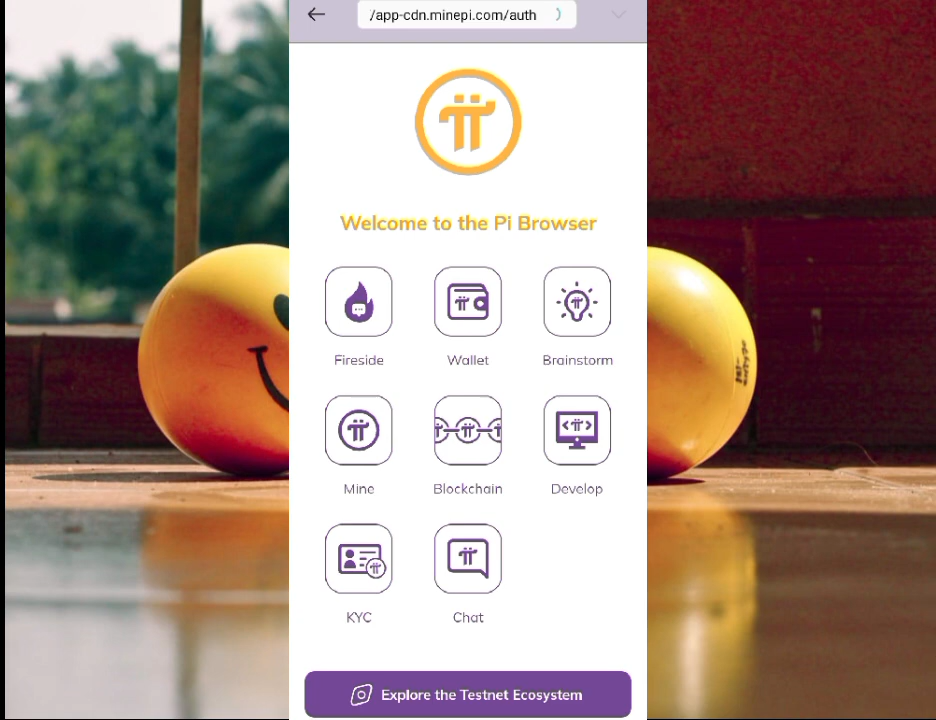 /app-cdn.minepi.com/auth
Welcome to the Pi Browser
Fireside Wallet Brainstorm
Mine Blockchain Develop
KYC Chat
Explore the Testnet Ecosystem